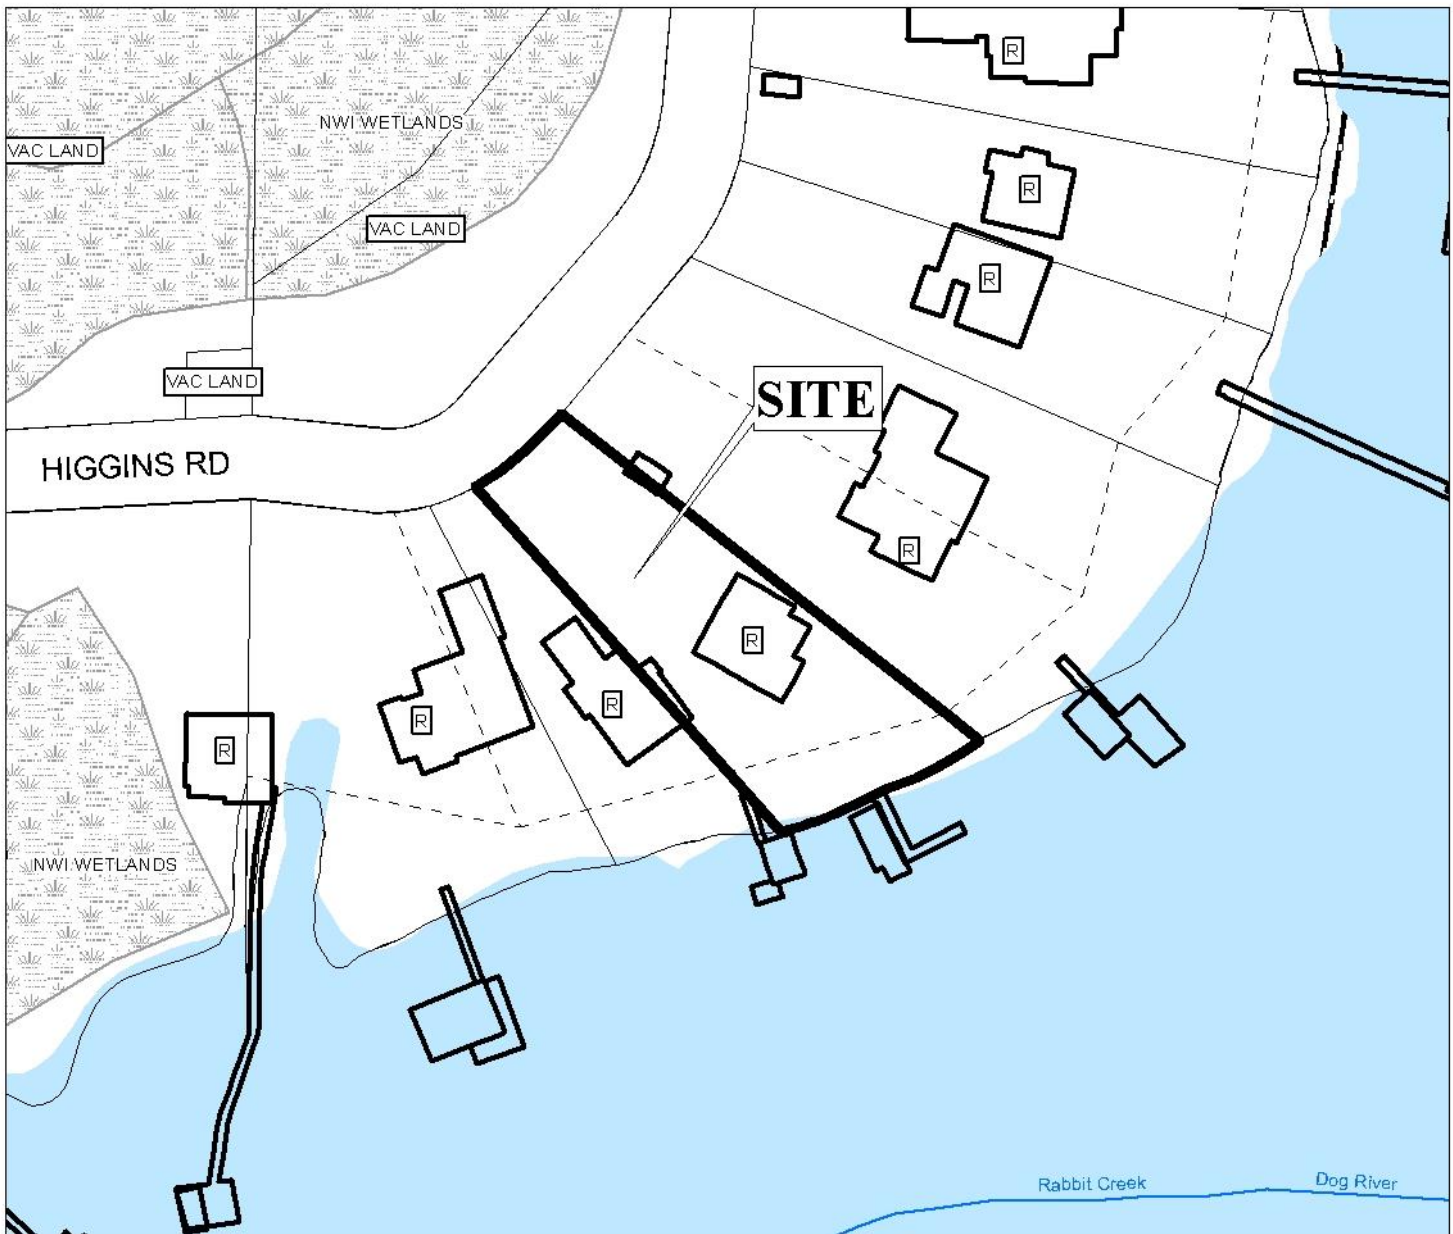 R
NWI WETLANDS
VAC LAND
R
VAC LAND
R
VAC LAND
SITE
HIGGINS RD
R
R
R
R
R
NWI WETLANDS
Rabbit Creek
Dog River